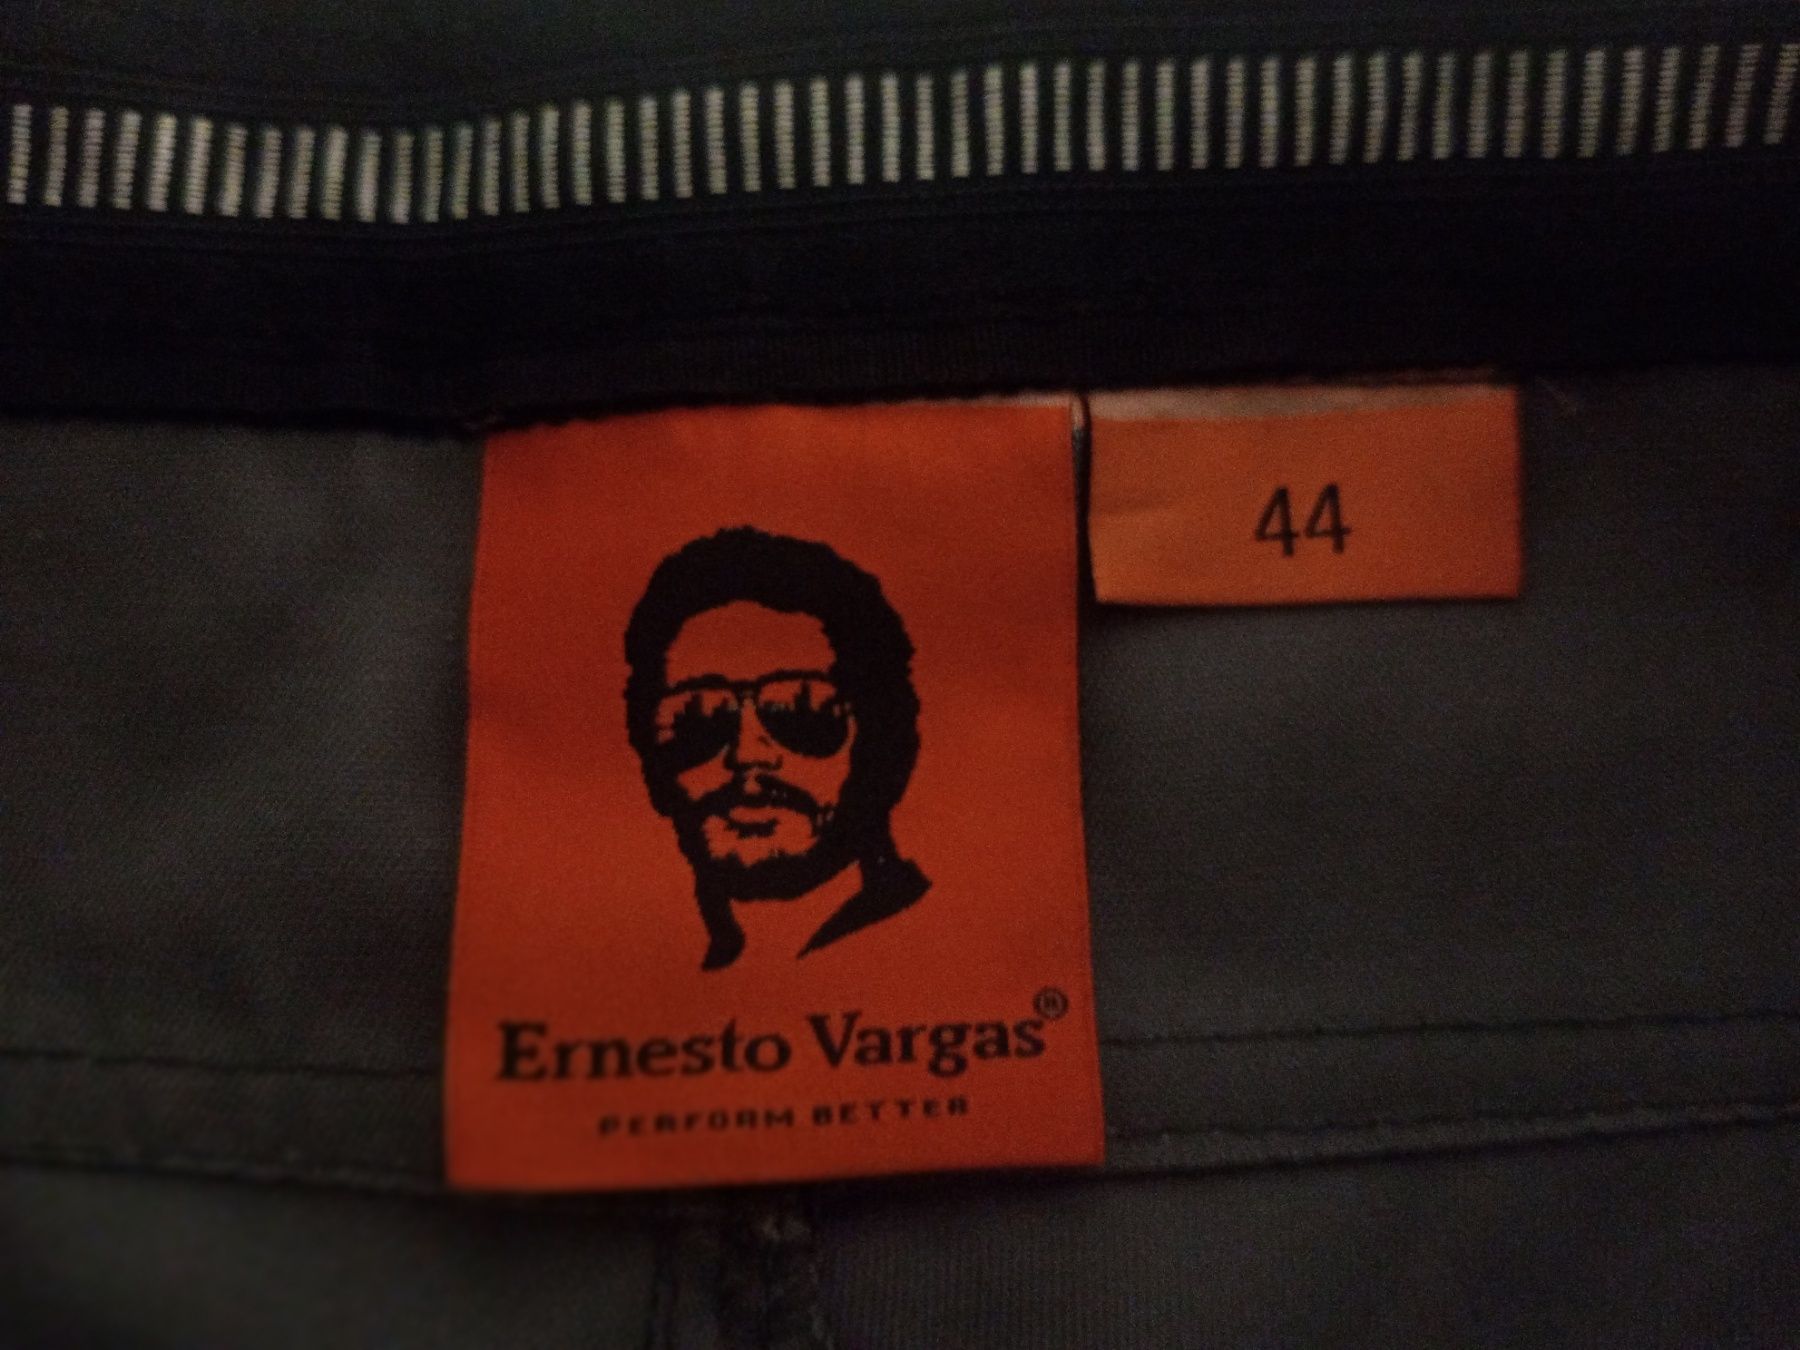 44
Ernesto Vargas®
PERFORM BETTER